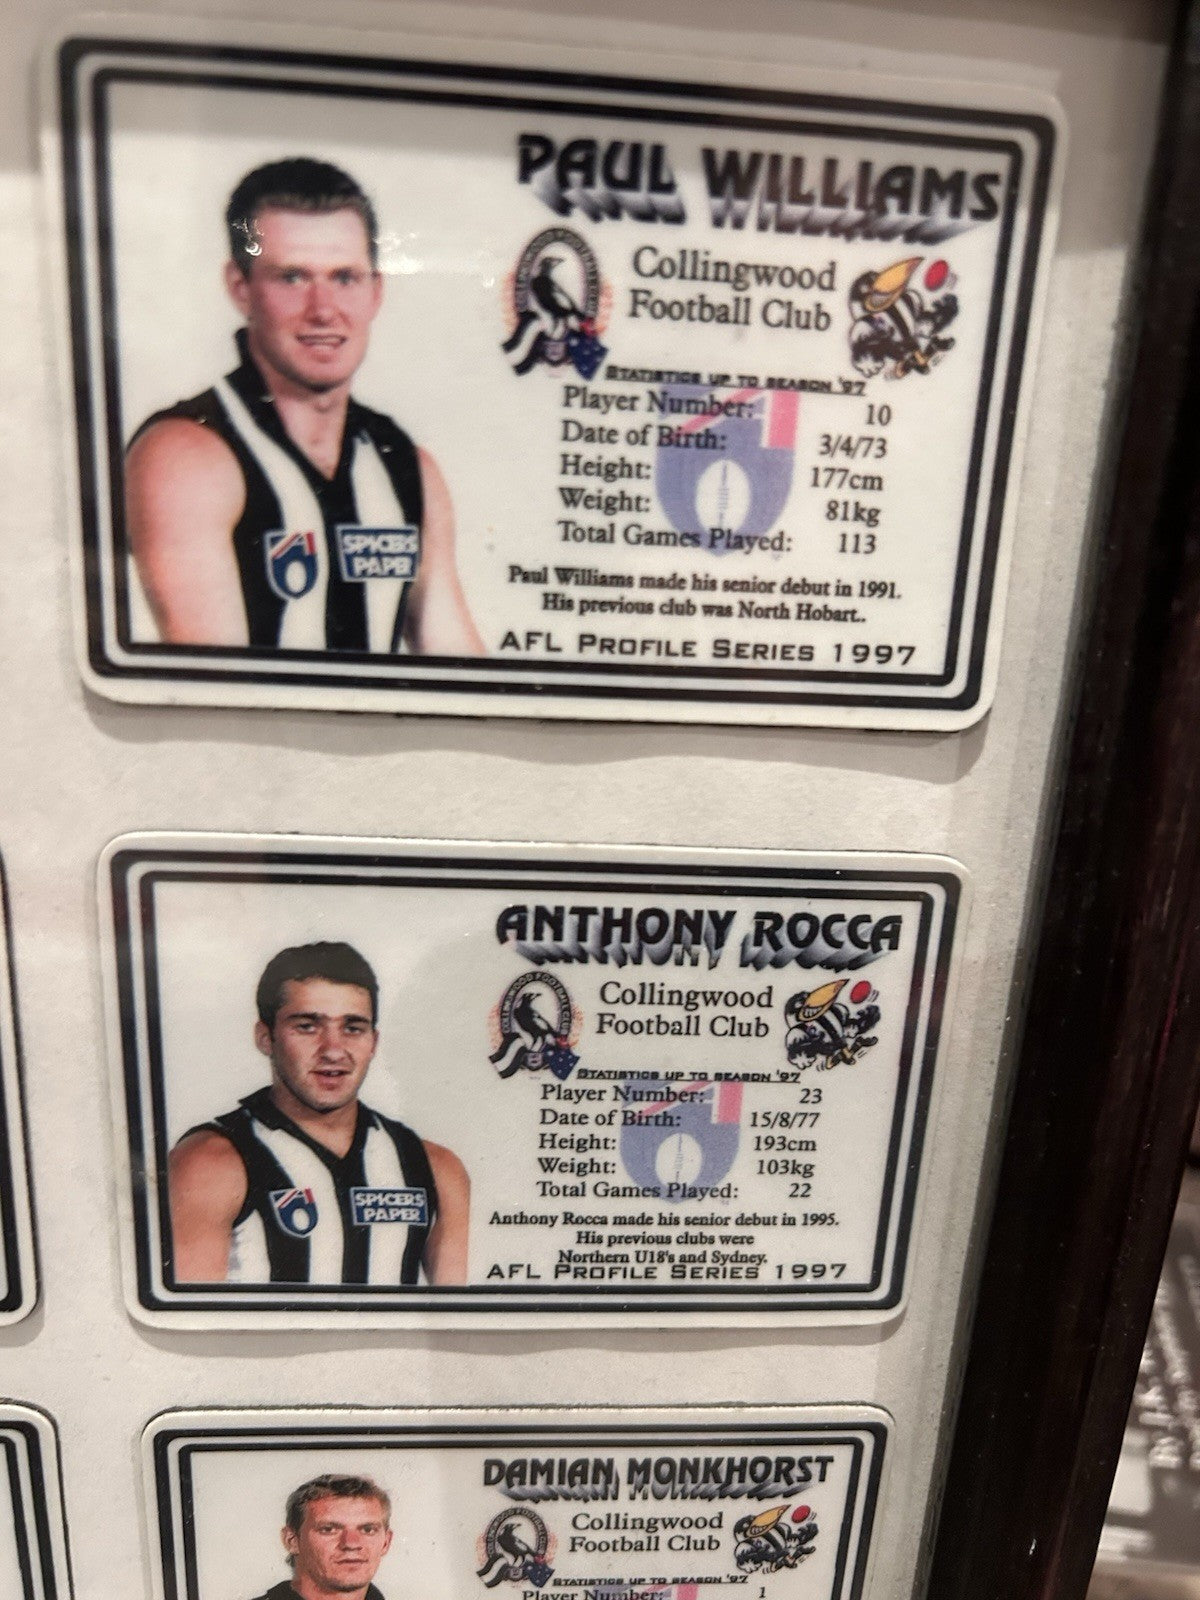 PAUL WILLIAMS
Collingwood
Football Club
STATISTICS UP TO SEASON '97
Player Number: 10
Date of Birth: 3/4/73
Height: 177cm
Weight: 81kg
Total Games Played: 113
Paul Williams made his senior debut in 1991.
His previous club was North Hobart..
AFL PROFILE SERIES 1997
SPICERS
PAPER
ANTHONY ROCCA
Collingwood
Football Club
STATISTICS UP TO SEASON '97
Player Number: 23
Date of Birth: 15/8/77
Height: 193cm
Weight: 103kg
Total Games Played: 22
Anthony Rocca made his senior debut in 1995.
His previous clubs were
Northern U18's and Sydney.
AFL PROFILE SERIES 1997
SPICERS
PAPER
DAMIAN MONKHORST
Collingwood
Football Club
STATISTICS UP TO SEASON '97
Player Number: 1